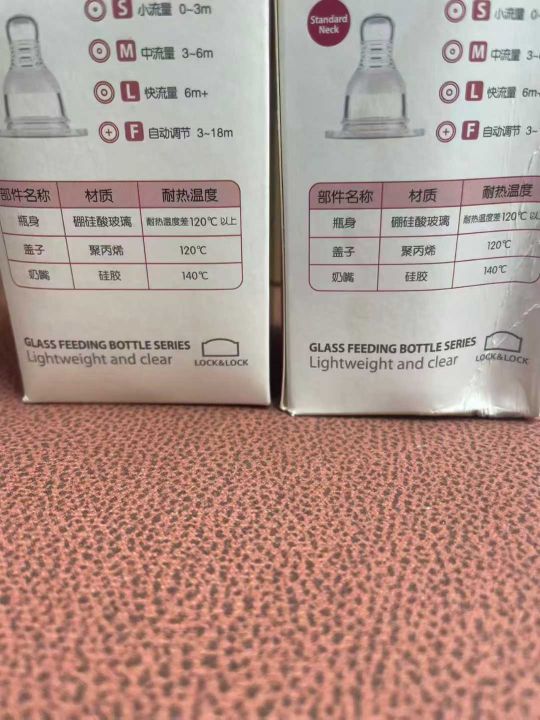 S 小流量 0~3m
M 中流量 3~6m
L 快流量 6m+
F 自动调节 3~18m
部件名称 材质 耐热温度
瓶身 硼硅酸玻璃 耐热温度差120℃以上
盖子 聚丙烯 120℃
奶嘴 硅胶 140℃
GLASS FEEDING BOTTLE SERIES
Lightweight and clear
LOCK&LOCK
Standard
Neck
S 小流量 0~
M 中流量 3~
L 快流量 6m+
F 自动调节 3~
部件名称 材质 耐热温度
瓶身 硼硅酸玻璃 耐热温度差120℃以
盖子 聚丙烯 120℃
奶嘴 硅胶 140℃
GLASS FEEDING BOTTLE SERIES
Lightweight and clear
LOCK&LOCK